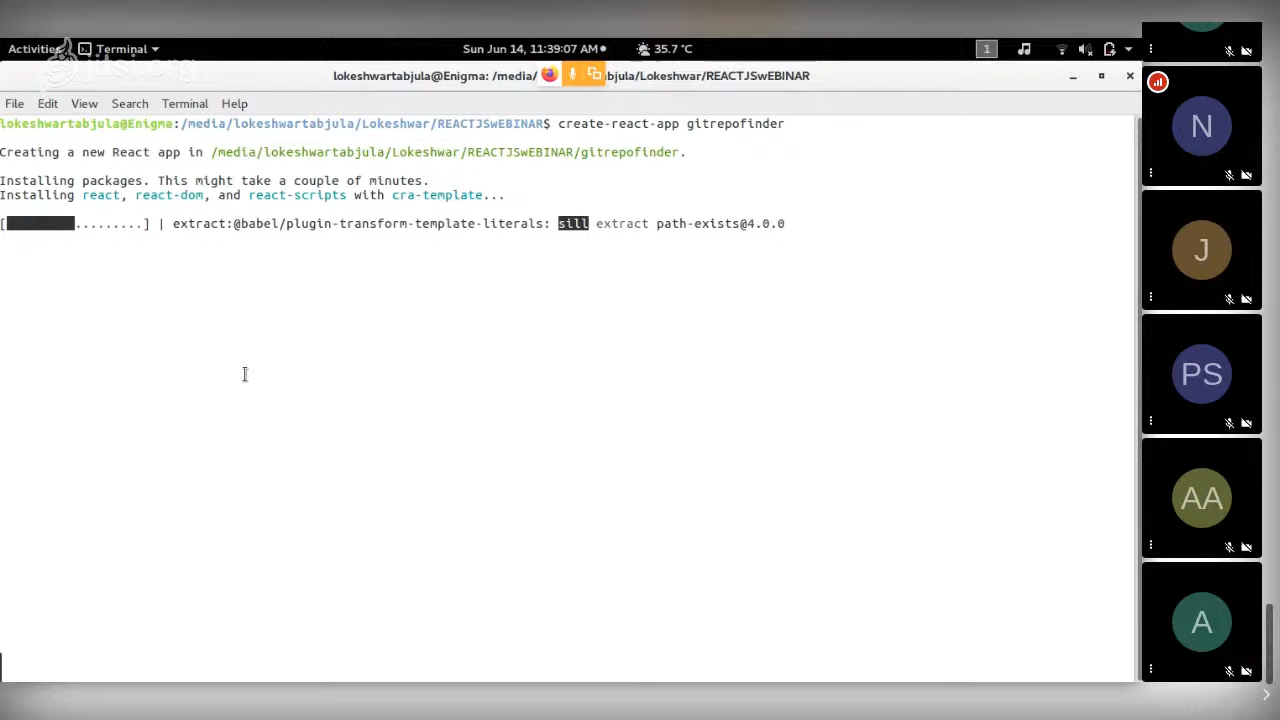 Activities Terminal Sun Jun 14, 11:39:07 AM 35.7 °C 1
jitsi.org
lokeshwartabjula@Enigma: /media/ abjula/Lokeshwar/REACTJSwEBINAR
File Edit View Search Terminal Help
lokeshwartabjula@Enigma:/media/lokeshwartabjula/Lokeshwar/REACTJSwEBINAR$ create-react-app gitrepofinder
Creating a new React app in /media/lokeshwartabjula/Lokeshwar/REACTJSwEBINAR/gitrepofinder.
Installing packages. This might take a couple of minutes.
Installing react, react-dom, and react-scripts with cra-template...
[ .........] | extract:@babel/plugin-transform-template-literals: sill extract path-exists@4.0.0
N
J
PS
AA
A